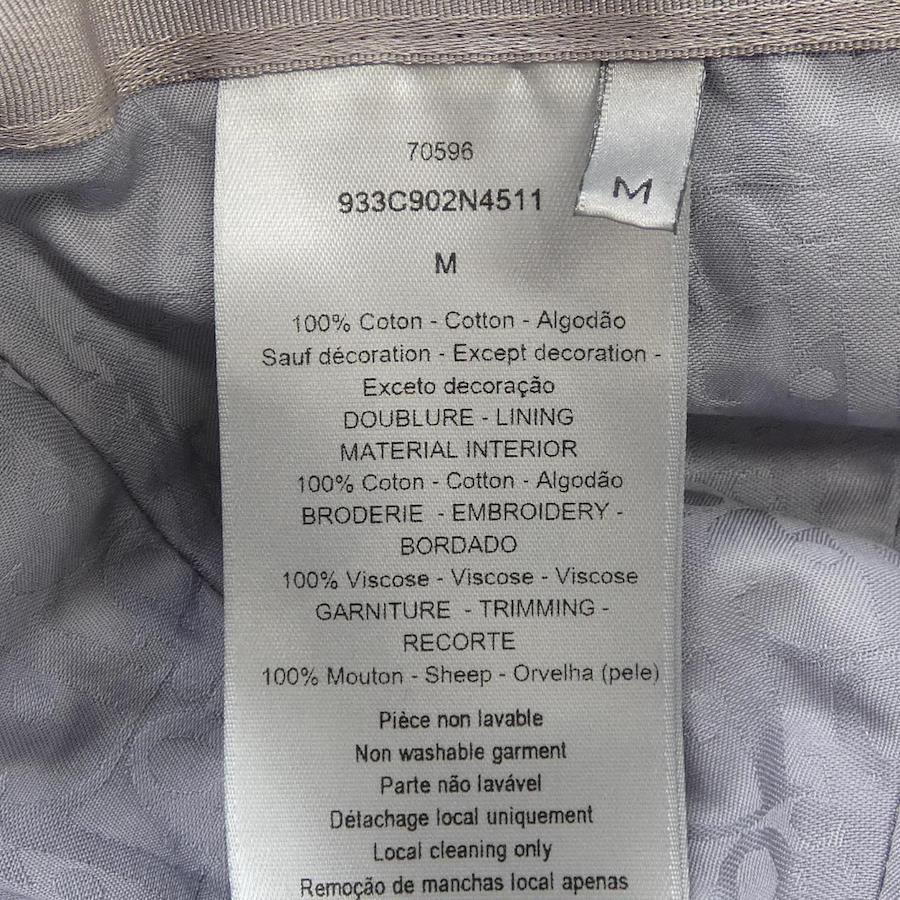 70596
933C902N4511
M
M
100% Coton - Cotton - Algodão
Sauf décoration - Except decoration -
Exceto decoração
DOUBLURE - LINING
MATERIAL INTERIOR
100% Coton - Cotton - Algodão
BRODERIE - EMBROIDERY -
BORDADO
100% Viscose - Viscose - Viscose
GARNITURE - TRIMMING -
RECORTE
100% Mouton - Sheep - Orvelha (pele)
Pièce non lavable
Non washable garment
Parte não lavável
Détachage local uniquement
Local cleaning only
Remoção de manchas local apenas